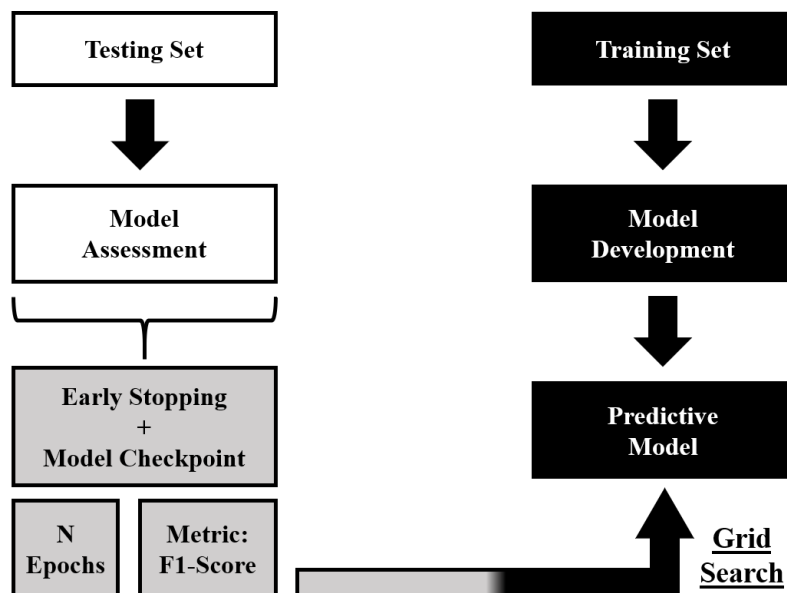 Testing Set
Training Set
Model
Assessment
Model
Development
Early Stopping
+
Model Checkpoint
Predictive
Model
N
Epochs
Metric:
F1-Score
Grid
Search